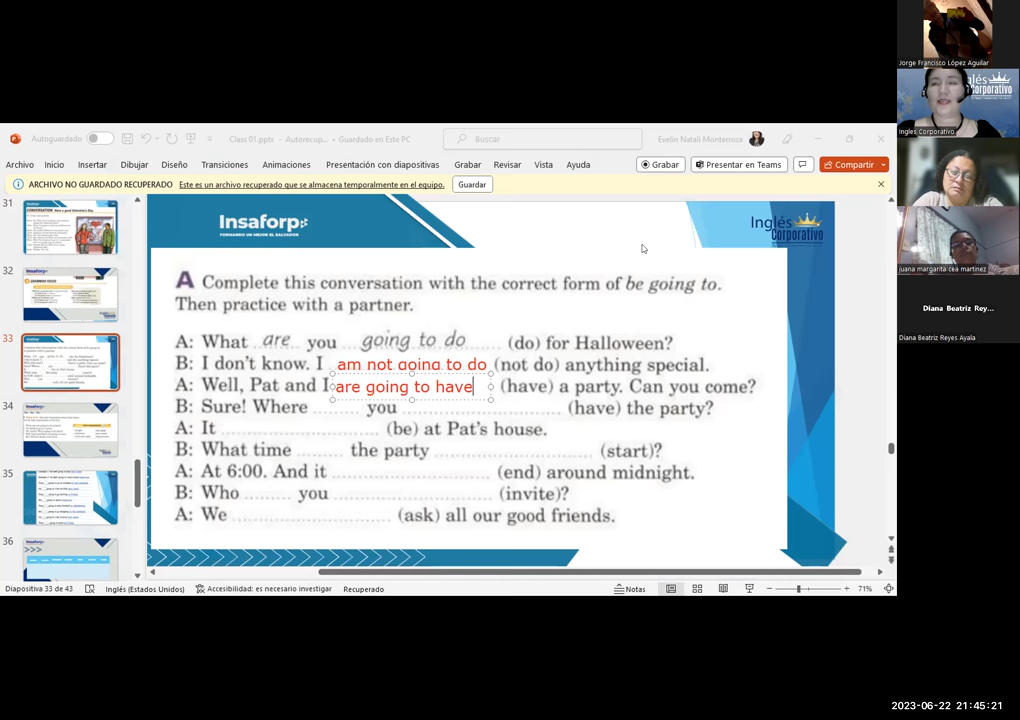 Jorge Francisco López Aguilar
Inglés Corporativo
juana margarita cea martinez
Diana Beatriz Rey...
Diana Beatriz Reyes Ayala
Autoguardado
Class 01.pptx - Autorecup... - Guardado en Este PC
Buscar
Evelin Natali Monterrosa
Archivo Inicio Insertar Dibujar Diseño Transiciones Animaciones Presentación con diapositivas Grabar Revisar Vista Ayuda
Grabar Presentar en Teams Compartir
ARCHIVO NO GUARDADO RECUPERADO Este es un archivo recuperado que se almacena temporalmente en el equipo. Guardar
31
32
33
34
35
36
>>>
Insaforp
FORMANDO UN MEJOR EL SALVADOR
Inglés Corporativo
A Complete this conversation with the correct form of be going to.
Then practice with a partner.
A: What are you going to do (do) for Halloween?
B: I don't know. I am not going to do (not do) anything special.
A: Well, Pat and I are going to have (have) a party. Can you come?
B: Sure! Where ........ you .................... (have) the party?
A: It .................... (be) at Pat's house.
B: What time ....... the party .................... (start)?
A: At 6:00. And it .................... (end) around midnight.
B: Who ........ you .................... (invite)?
A: We .................... (ask) all our good friends.
Diapositiva 33 de 43 Inglés (Estados Unidos) Accesibilidad: es necesario investigar Recuperado Notas 71%
2023-06-22 21:45:21